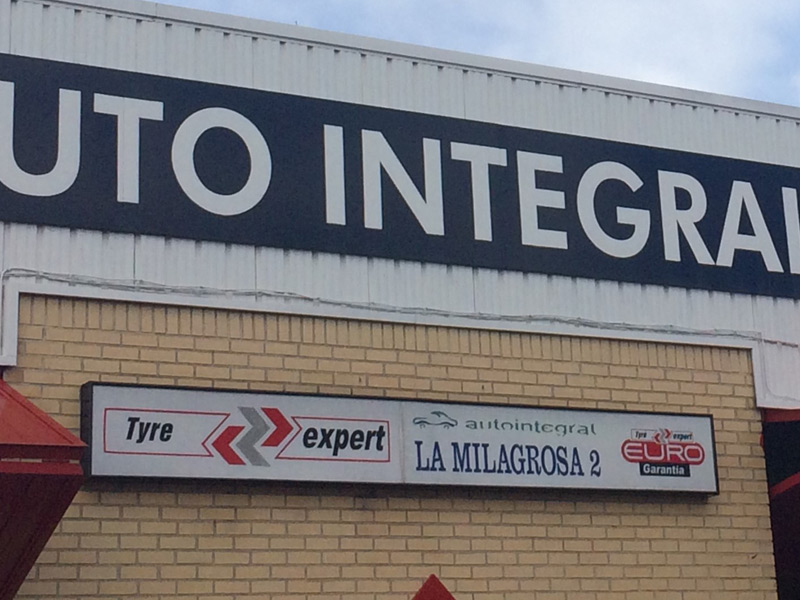 UTO INTEGRAL
Tyre expert
autointegral
LA MILAGROSA 2
Tyre expert
EURO
Garantía